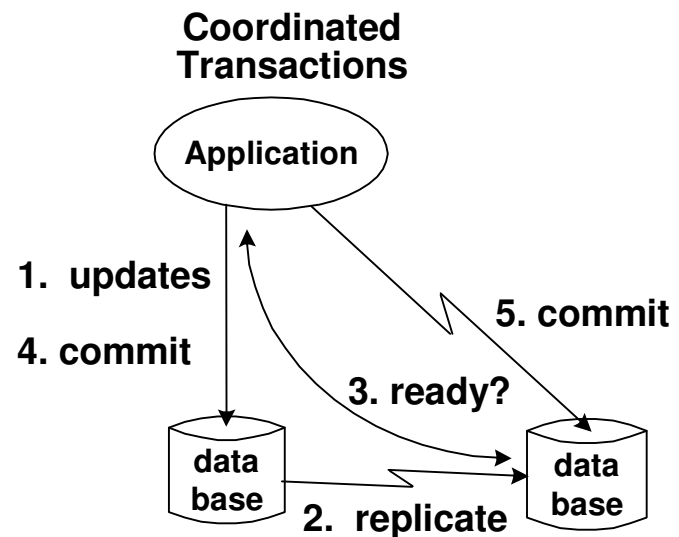 Coordinated
Transactions
Application
1. updates
4. commit
5. commit
3. ready?
data
base
data
base
2. replicate